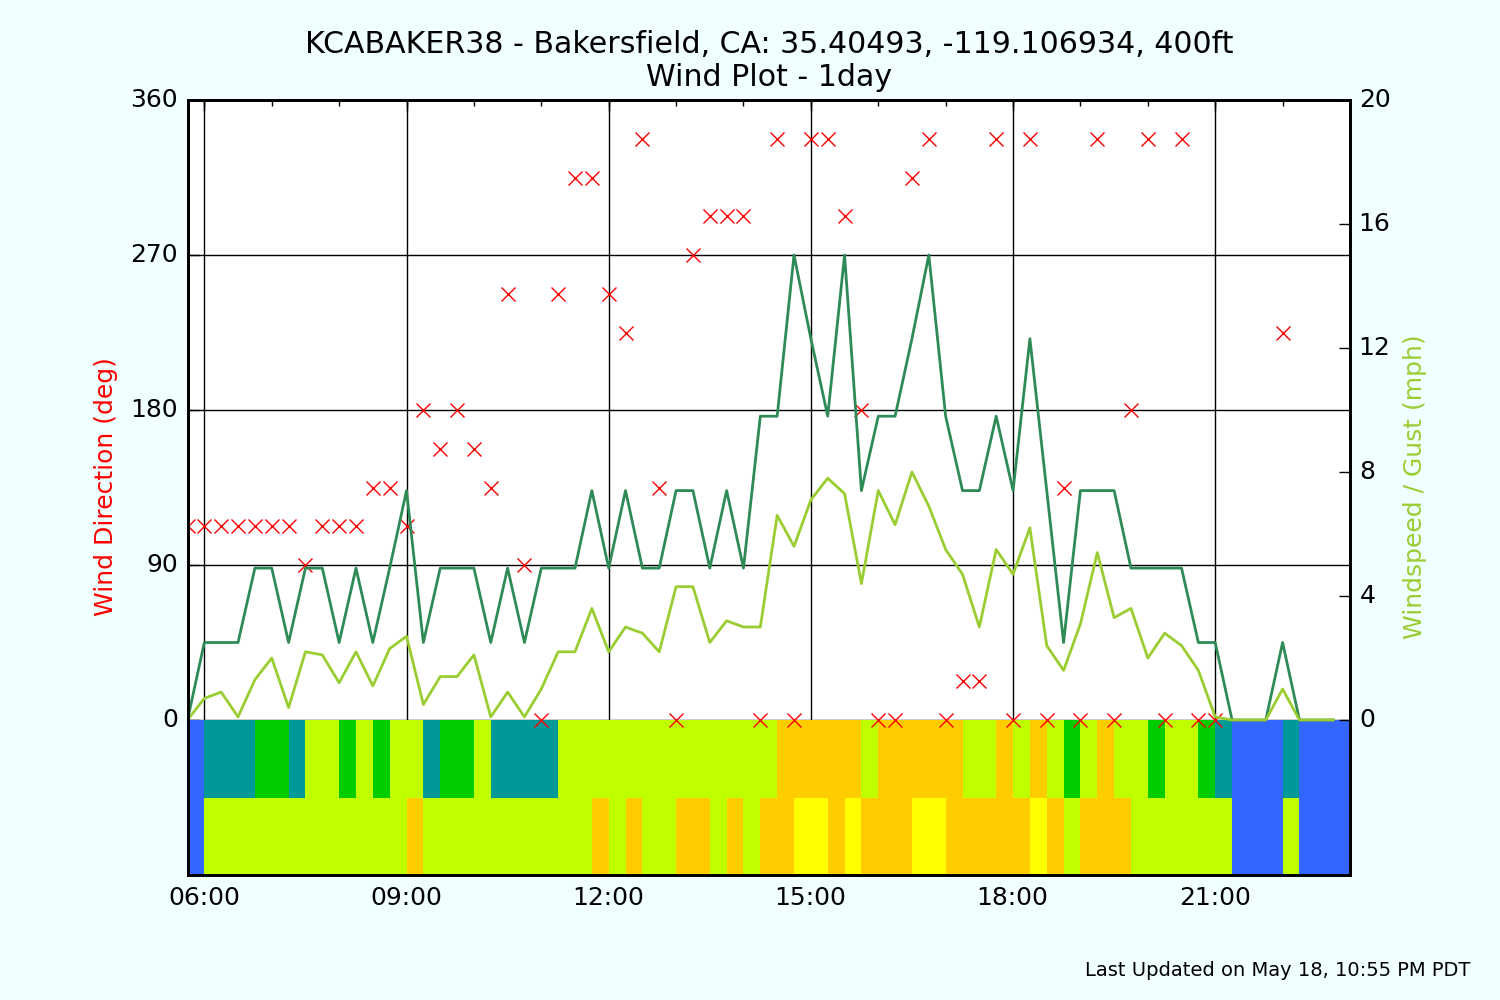 KCABAKER38 - Bakersfield, CA: 35.40493, -119.106934, 400ft
Wind Plot - 1day
360
270
180
90
0
Wind Direction (deg)
20
16
12
8
4
0
Windspeed / Gust (mph)
06:00 09:00 12:00 15:00 18:00 21:00
Last Updated on May 18, 10:55 PM PDT